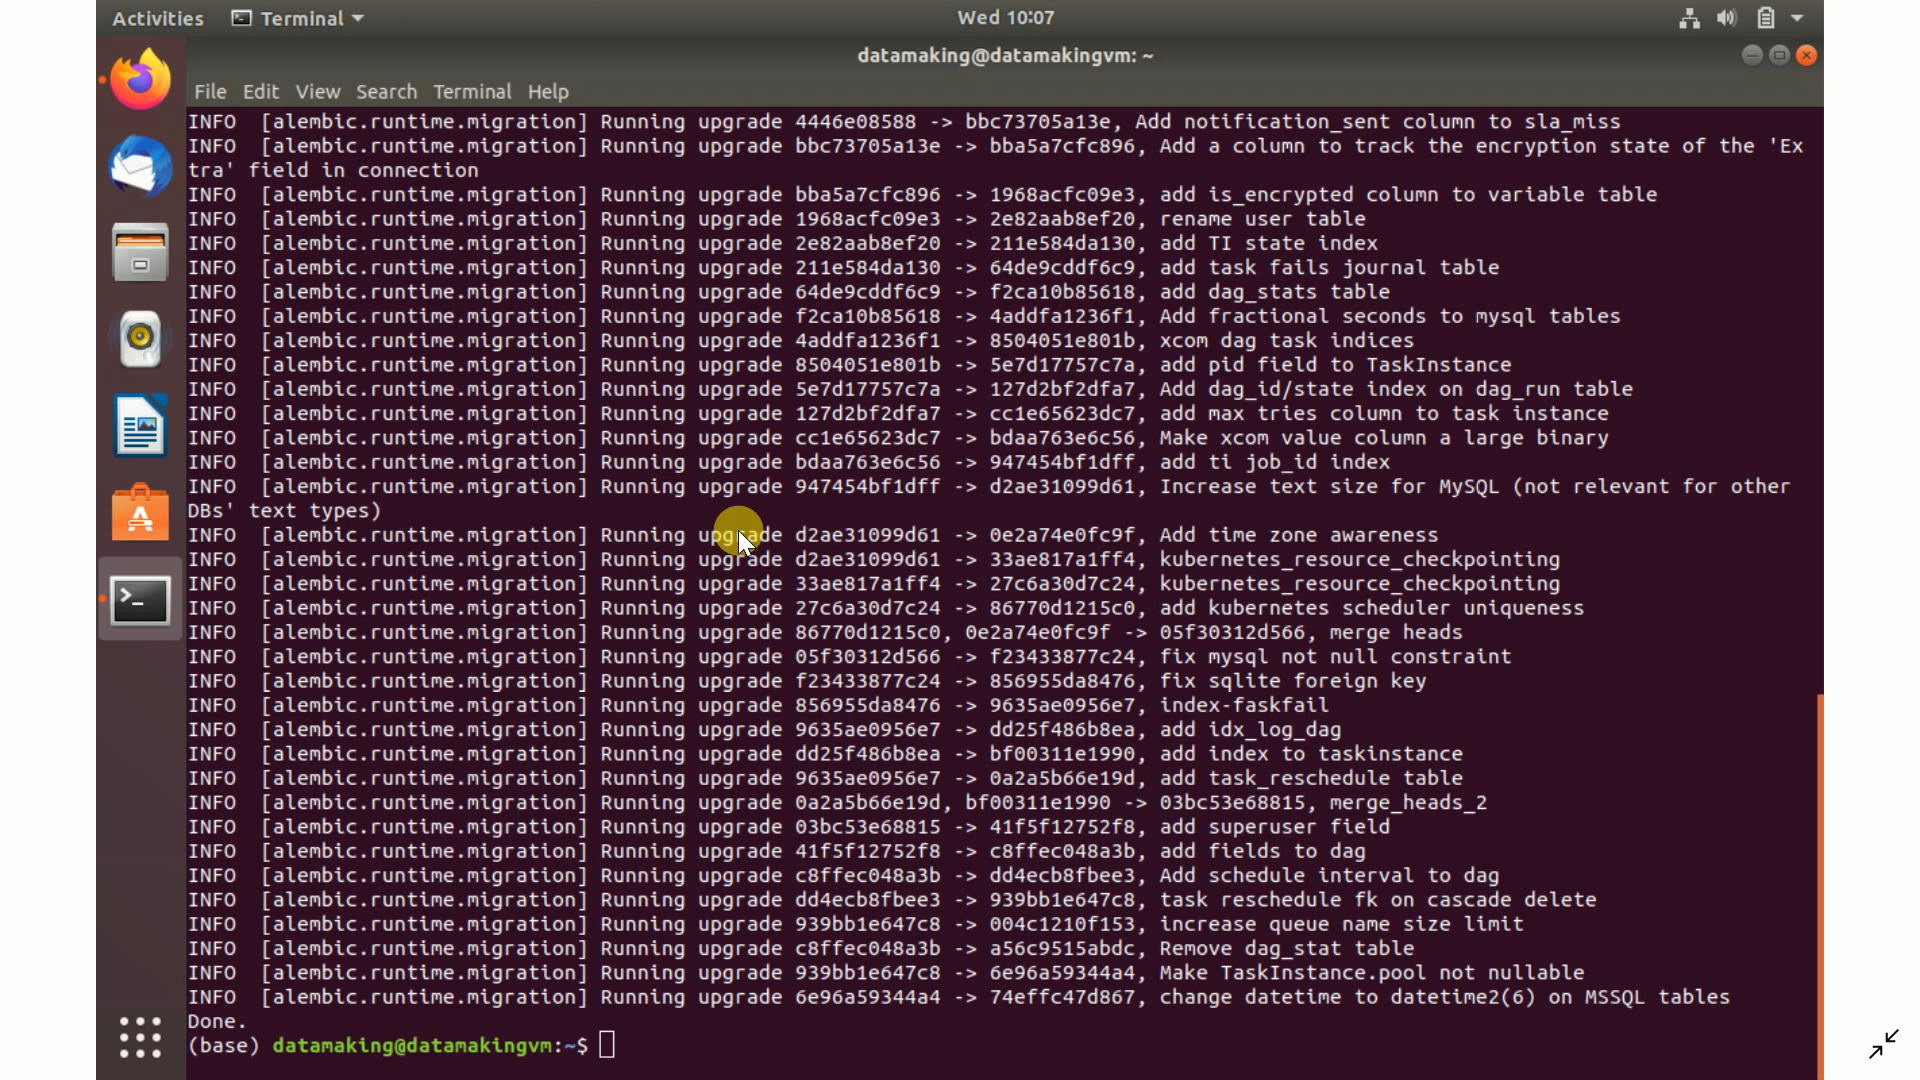 Activities Terminal Wed 10:07
datamaking@datamakingvm: ~
File Edit View Search Terminal Help
INFO  [alembic.runtime.migration] Running upgrade 4446e08588 -> bbc73705a13e, Add notification_sent column to sla_miss
INFO  [alembic.runtime.migration] Running upgrade bbc73705a13e -> bba5a7cfc896, Add a column to track the encryption state of the 'Ex
tra' field in connection
INFO  [alembic.runtime.migration] Running upgrade bba5a7cfc896 -> 1968acfc09e3, add is_encrypted column to variable table
INFO  [alembic.runtime.migration] Running upgrade 1968acfc09e3 -> 2e82aab8ef20, rename user table
INFO  [alembic.runtime.migration] Running upgrade 2e82aab8ef20 -> 211e584da130, add TI state index
INFO  [alembic.runtime.migration] Running upgrade 211e584da130 -> 64de9cddf6c9, add task fails journal table
INFO  [alembic.runtime.migration] Running upgrade 64de9cddf6c9 -> f2ca10b85618, add dag_stats table
INFO  [alembic.runtime.migration] Running upgrade f2ca10b85618 -> 4addfa1236f1, Add fractional seconds to mysql tables
INFO  [alembic.runtime.migration] Running upgrade 4addfa1236f1 -> 8504051e801b, xcom dag task indices
INFO  [alembic.runtime.migration] Running upgrade 8504051e801b -> 5e7d17757c7a, add pid field to TaskInstance
INFO  [alembic.runtime.migration] Running upgrade 5e7d17757c7a -> 127d2bf2dfa7, Add dag_id/state index on dag_run table
INFO  [alembic.runtime.migration] Running upgrade 127d2bf2dfa7 -> cc1e65623dc7, add max tries column to task instance
INFO  [alembic.runtime.migration] Running upgrade cc1e65623dc7 -> bdaa763e6c56, Make xcom value column a large binary
INFO  [alembic.runtime.migration] Running upgrade bdaa763e6c56 -> 947454bf1dff, add ti job_id index
INFO  [alembic.runtime.migration] Running upgrade 947454bf1dff -> d2ae31099d61, Increase text size for MySQL (not relevant for other
DBs' text types)
INFO  [alembic.runtime.migration] Running upgrade d2ae31099d61 -> 0e2a74e0fc9f, Add time zone awareness
INFO  [alembic.runtime.migration] Running upgrade d2ae31099d61 -> 33ae817a1ff4, kubernetes_resource_checkpointing
INFO  [alembic.runtime.migration] Running upgrade 33ae817a1ff4 -> 27c6a30d7c24, kubernetes_resource_checkpointing
INFO  [alembic.runtime.migration] Running upgrade 27c6a30d7c24 -> 86770d1215c0, add kubernetes scheduler uniqueness
INFO  [alembic.runtime.migration] Running upgrade 86770d1215c0, 0e2a74e0fc9f -> 05f30312d566, merge heads
INFO  [alembic.runtime.migration] Running upgrade 05f30312d566 -> f23433877c24, fix mysql not null constraint
INFO  [alembic.runtime.migration] Running upgrade f23433877c24 -> 856955da8476, fix sqlite foreign key
INFO  [alembic.runtime.migration] Running upgrade 856955da8476 -> 9635ae0956e7, index-faskfail
INFO  [alembic.runtime.migration] Running upgrade 9635ae0956e7 -> dd25f486b8ea, add idx_log_dag
INFO  [alembic.runtime.migration] Running upgrade dd25f486b8ea -> bf00311e1990, add index to taskinstance
INFO  [alembic.runtime.migration] Running upgrade 9635ae0956e7 -> 0a2a5b66e19d, add task_reschedule table
INFO  [alembic.runtime.migration] Running upgrade 0a2a5b66e19d, bf00311e1990 -> 03bc53e68815, merge_heads_2
INFO  [alembic.runtime.migration] Running upgrade 03bc53e68815 -> 41f5f12752f8, add superuser field
INFO  [alembic.runtime.migration] Running upgrade 41f5f12752f8 -> c8ffec048a3b, add fields to dag
INFO  [alembic.runtime.migration] Running upgrade c8ffec048a3b -> dd4ecb8fbee3, Add schedule interval to dag
INFO  [alembic.runtime.migration] Running upgrade dd4ecb8fbee3 -> 939bb1e647c8, task reschedule fk on cascade delete
INFO  [alembic.runtime.migration] Running upgrade 939bb1e647c8 -> 004c1210f153, increase queue name size limit
INFO  [alembic.runtime.migration] Running upgrade c8ffec048a3b -> a56c9515abdc, Remove dag_stat table
INFO  [alembic.runtime.migration] Running upgrade 939bb1e647c8 -> 6e96a59344a4, Make TaskInstance.pool not nullable
INFO  [alembic.runtime.migration] Running upgrade 6e96a59344a4 -> 74effc47d867, change datetime to datetime2(6) on MSSQL tables
Done.
(base) datamaking@datamakingvm:~$